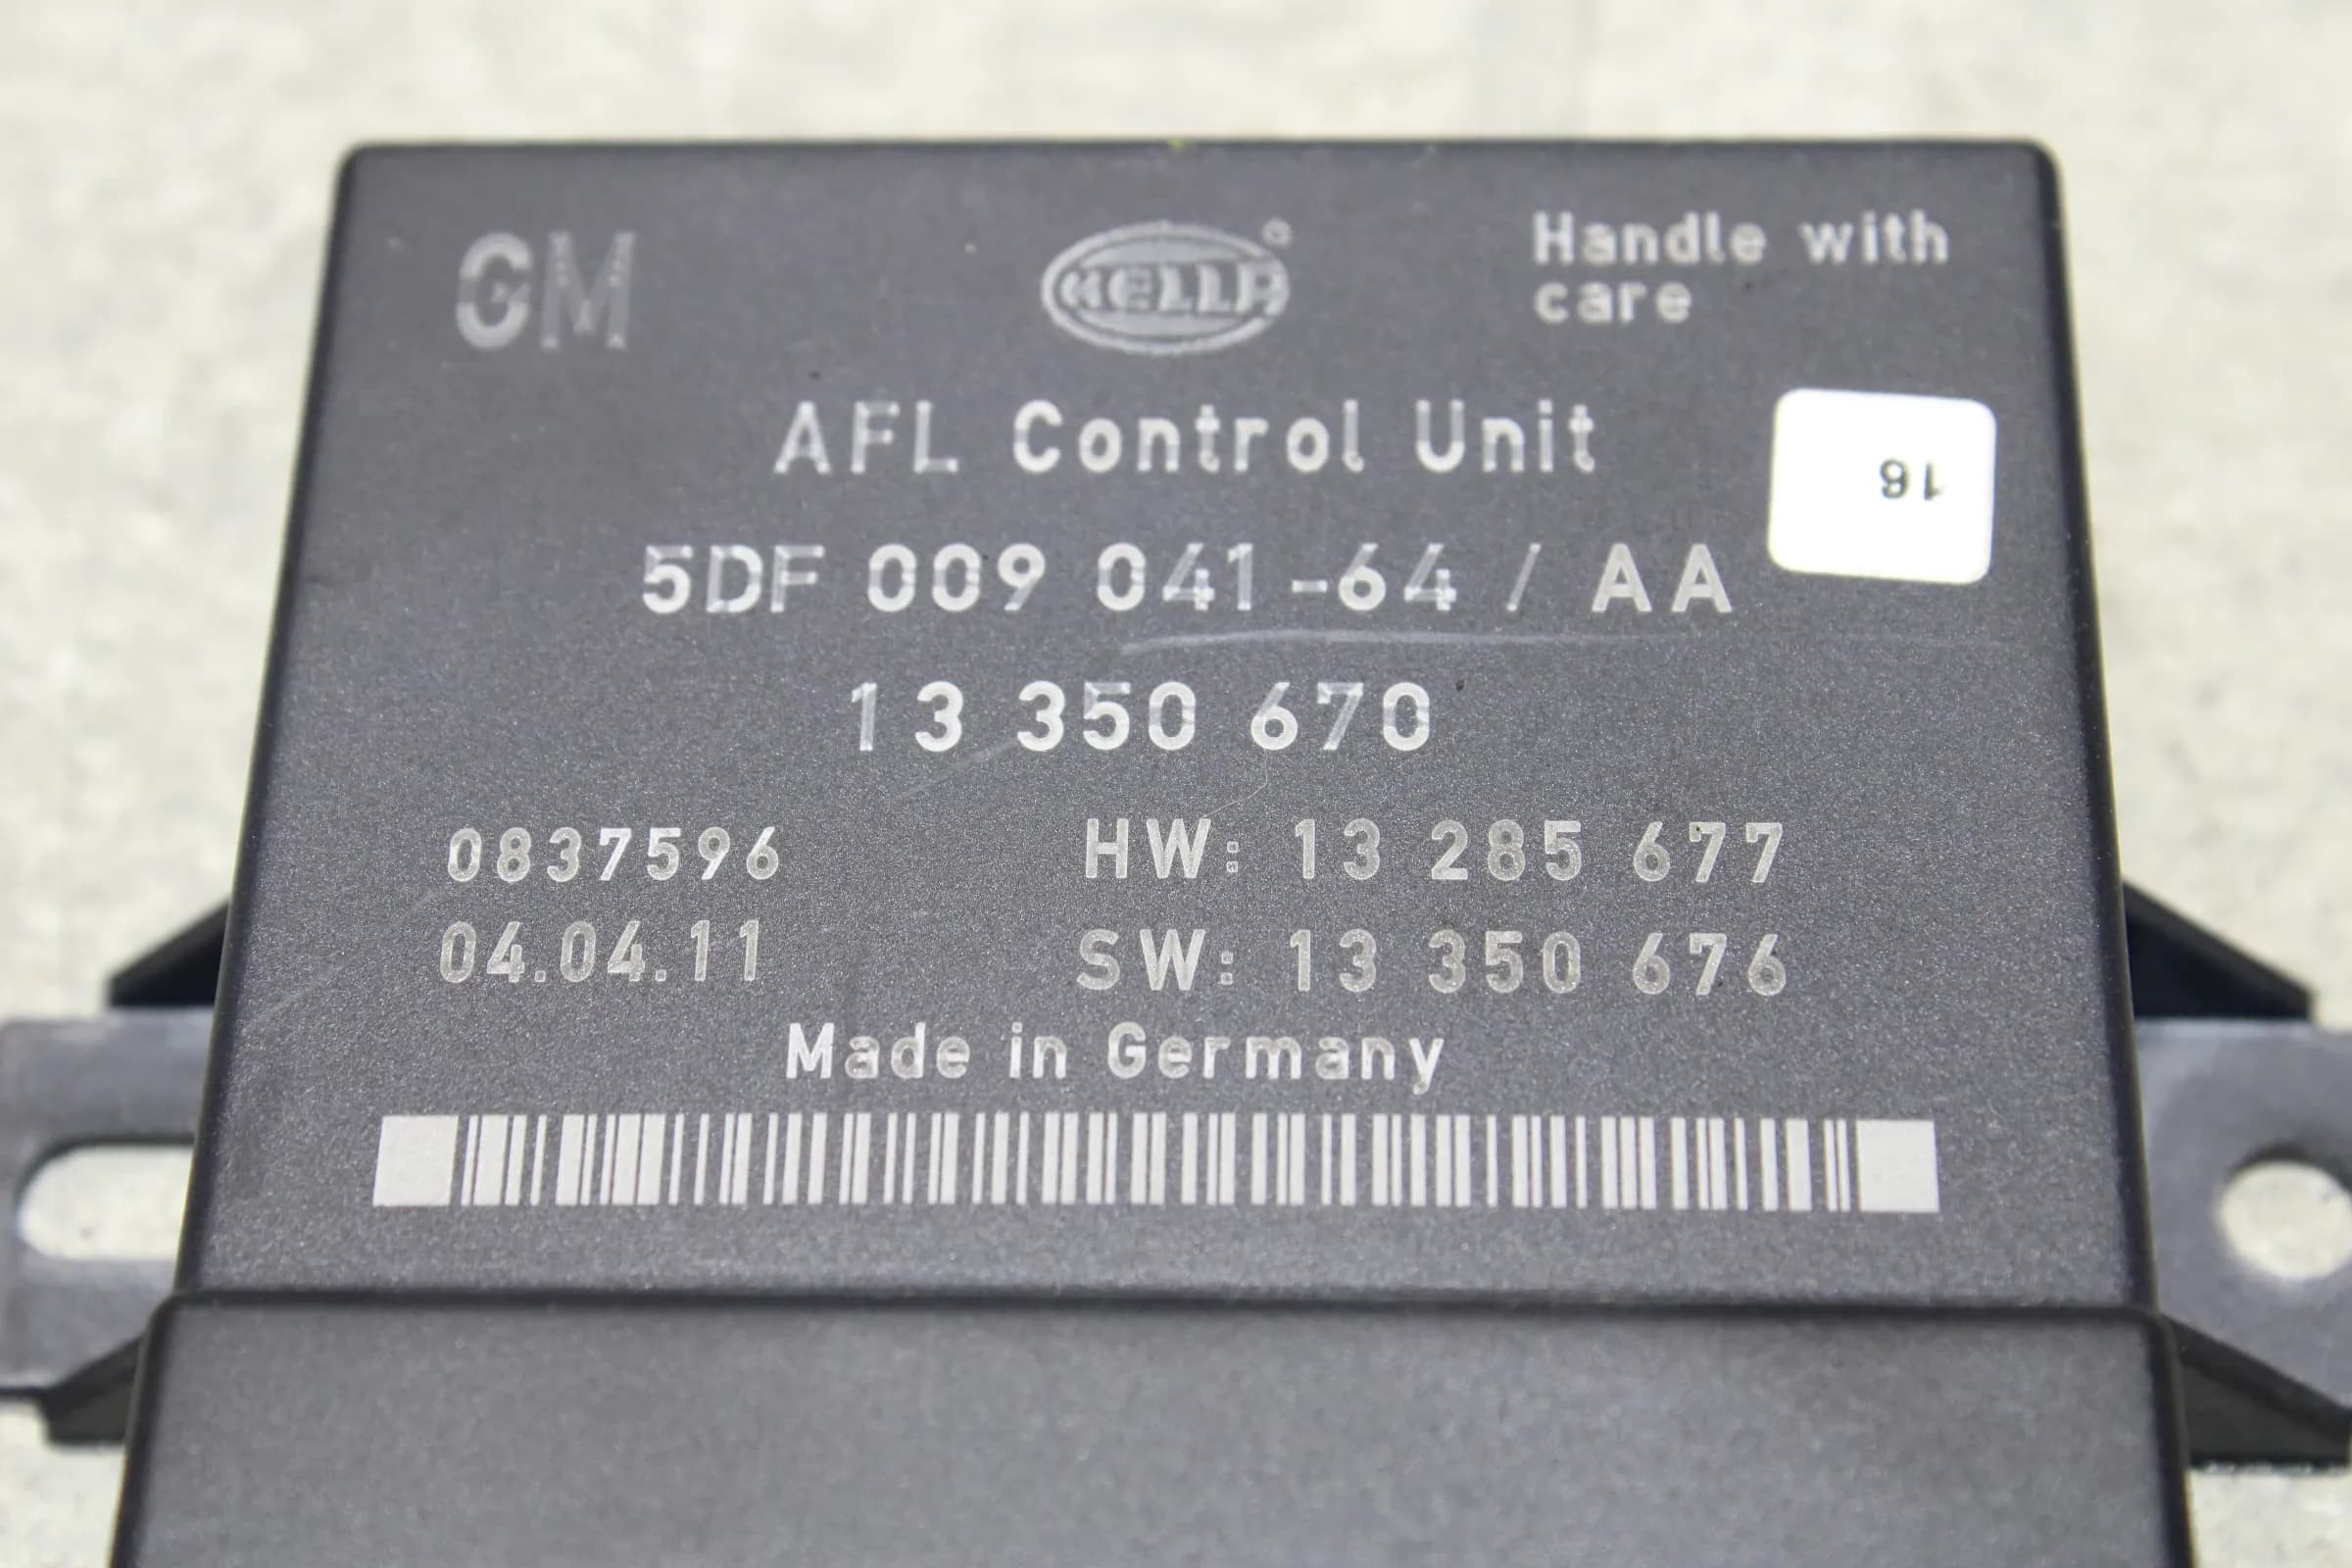 GM
HELLA
Handle with
care
AFL Control Unit
16
5DF 009 041-64 / AA
13 350 670
0837596
HW: 13 285 677
04.04.11
SW: 13 350 676
Made in Germany